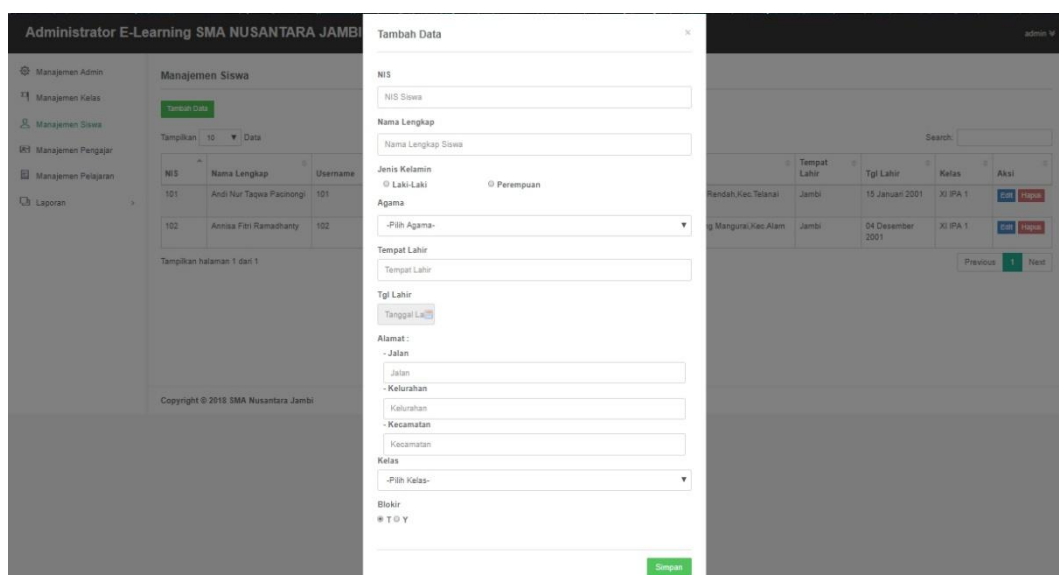 Administrator E-Learning SMA NUSANTARA JAMBI
admin
Manajemen Admin
Manajemen Kelas
Manajemen Siswa
Manajemen Pengajar
Manajemen Pelajaran
Laporan
Manajemen Siswa
Tambah Data
Tampilkan 10 Data
Search:
NIS Nama Lengkap Username Tempat Lahir Tgl Lahir Kelas Aksi
101 Andi Nur Taqwa Pasinongi 101 Rendah,Kec.Telanai Jambi 15 Januari 2001 XI IPA 1 Edit Hapus
102 Annisa Fitri Ramadhanty 102 Mangurai,Kec.Alam Jambi 04 Desember 2001 XI IPA 1 Edit Hapus
Tampilkan halaman 1 dari 1
Previous 1 Next
Copyright © 2018 SMA Nusantara Jambi
Tambah Data ×
NIS
NIS Siswa
Nama Lengkap
Nama Lengkap Siswa
Jenis Kelamin
Laki-Laki Perempuan
Agama
-Pilih Agama-
Tempat Lahir
Tempat Lahir
Tgl Lahir
Tanggal La
Alamat :
- Jalan
Jalan
- Kelurahan
Kelurahan
- Kecamatan
Kecamatan
Kelas
-Pilih Kelas-
Blokir
T Y
Simpan